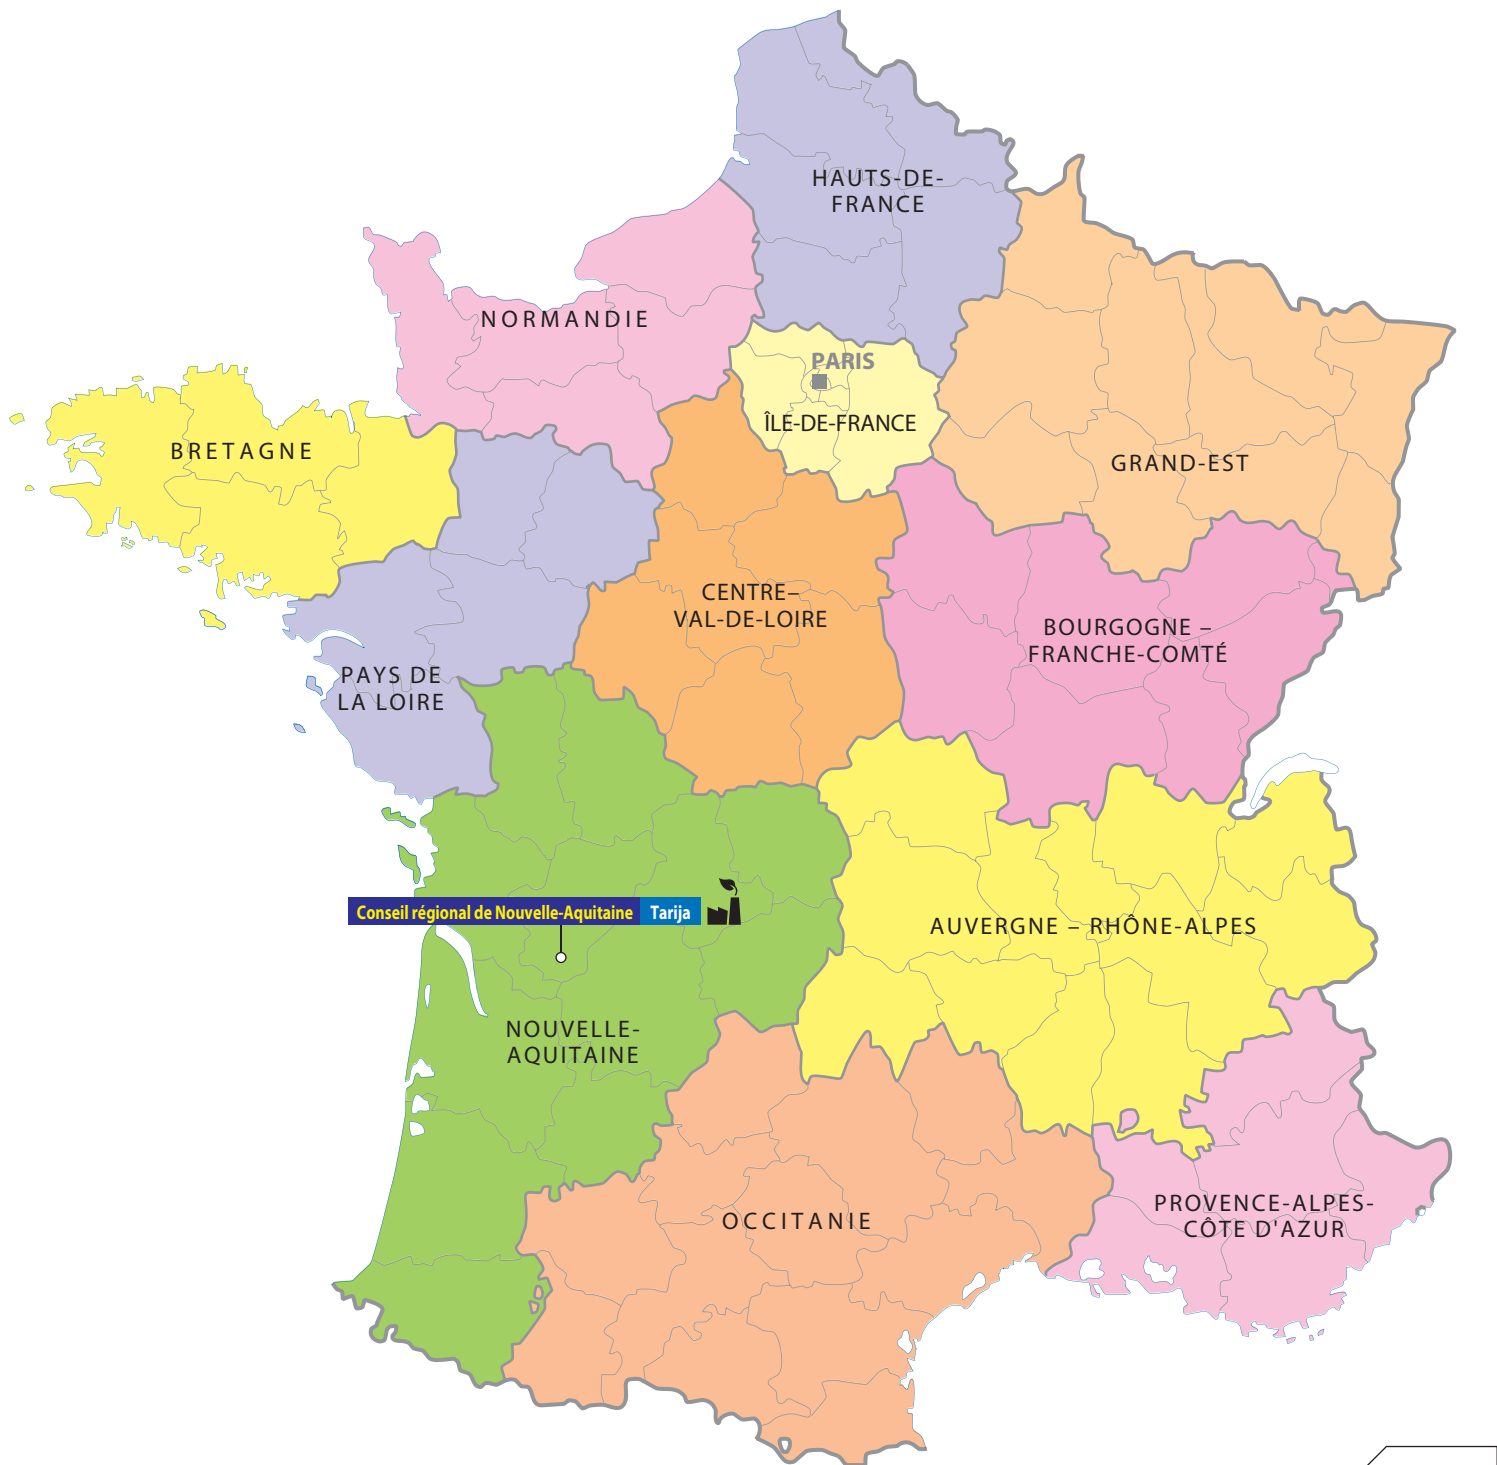 HAUTS-DE-
FRANCE
NORMANDIE
PARIS
ÎLE-DE-FRANCE
BRETAGNE
GRAND-EST
CENTRE–
VAL-DE-LOIRE
BOURGOGNE –
FRANCHE-COMTÉ
PAYS DE
LA LOIRE
Conseil régional de Nouvelle-Aquitaine Tarija
AUVERGNE – RHÔNE-ALPES
NOUVELLE-
AQUITAINE
OCCITANIE
PROVENCE-ALPES-
CÔTE D'AZUR